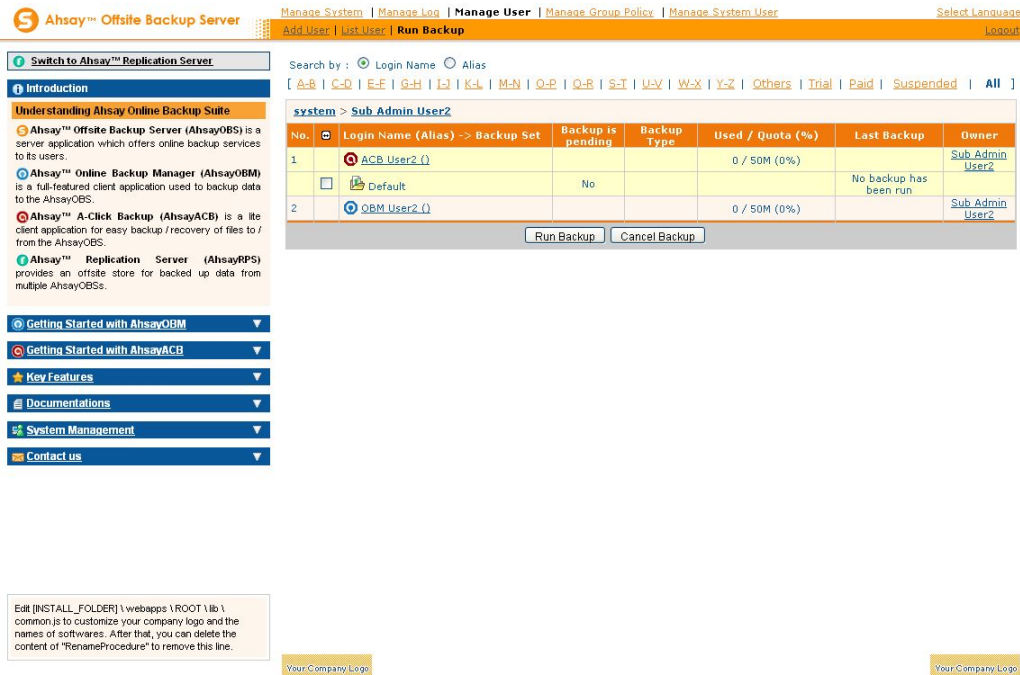 Ahsay™ Offsite Backup Server
Manage System | Manage Log | Manage User | Manage Group Policy | Manage System User
Select Language
Add User | List User | Run Backup
Logout
Switch to Ahsay™ Replication Server
Introduction
Understanding Ahsay Online Backup Suite
Ahsay™ Offsite Backup Server (AhsayOBS) is a
server application which offers online backup services
to its users.
Ahsay™ Online Backup Manager (AhsayOBM)
is a full-featured client application used to backup data
to the AhsayOBS.
Ahsay™ A-Click Backup (AhsayACB) is a lite
client application for easy backup / recovery of files to /
from the AhsayOBS.
Ahsay™ Replication Server (AhsayRPS)
provides an offsite store for backed up data from
multiple AhsayOBSs.
Getting Started with AhsayOBM
Getting Started with AhsayACB
Key Features
Documentations
System Management
Contact us
Edit [INSTALL_FOLDER] \ webapps \ ROOT \ lib \
common.js to customize your company logo and the
names of softwares. After that, you can delete the
content of "RenameProcedure" to remove this line.
Search by : Login Name Alias
[ A-B | C-D | E-F | G-H | I-J | K-L | M-N | O-P | Q-R | S-T | U-V | W-X | Y-Z | Others | Trial | Paid | Suspended | All ]
system > Sub Admin User2
No. Login Name (Alias) -> Backup Set Backup is pending Backup Type Used / Quota (%) Last Backup Owner
1 ACB User2 () 0 / 50M (0%) Sub Admin User2
Default No No backup has been run
2 OBM User2 () 0 / 50M (0%) Sub Admin User2
Run Backup Cancel Backup
Your Company Logo
Your Company Logo